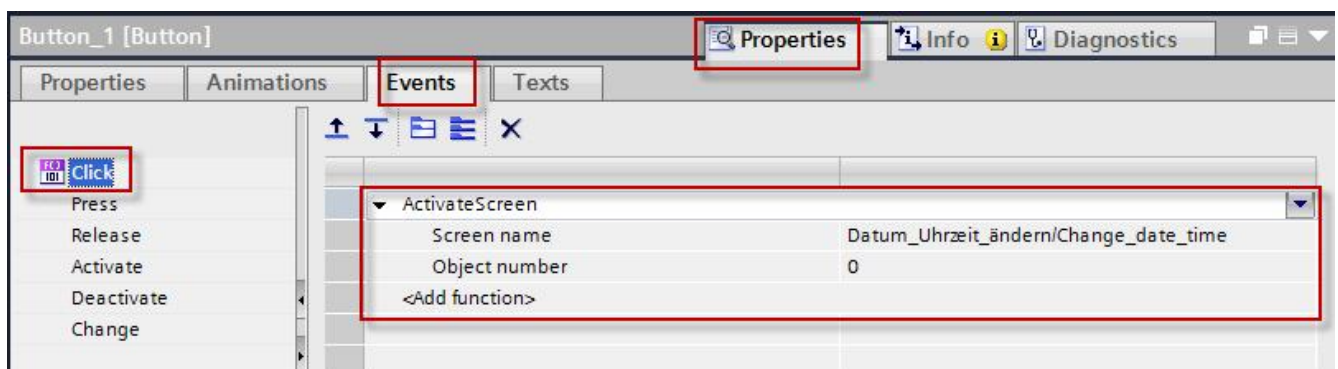 Button_1 [Button] Properties Info Diagnostics
Properties Animations Events Texts
Click
Press
Release
Activate
Deactivate
Change
ActivateScreen
Screen name Datum_Uhrzeit_ändern/Change_date_time
Object number 0
<Add function>